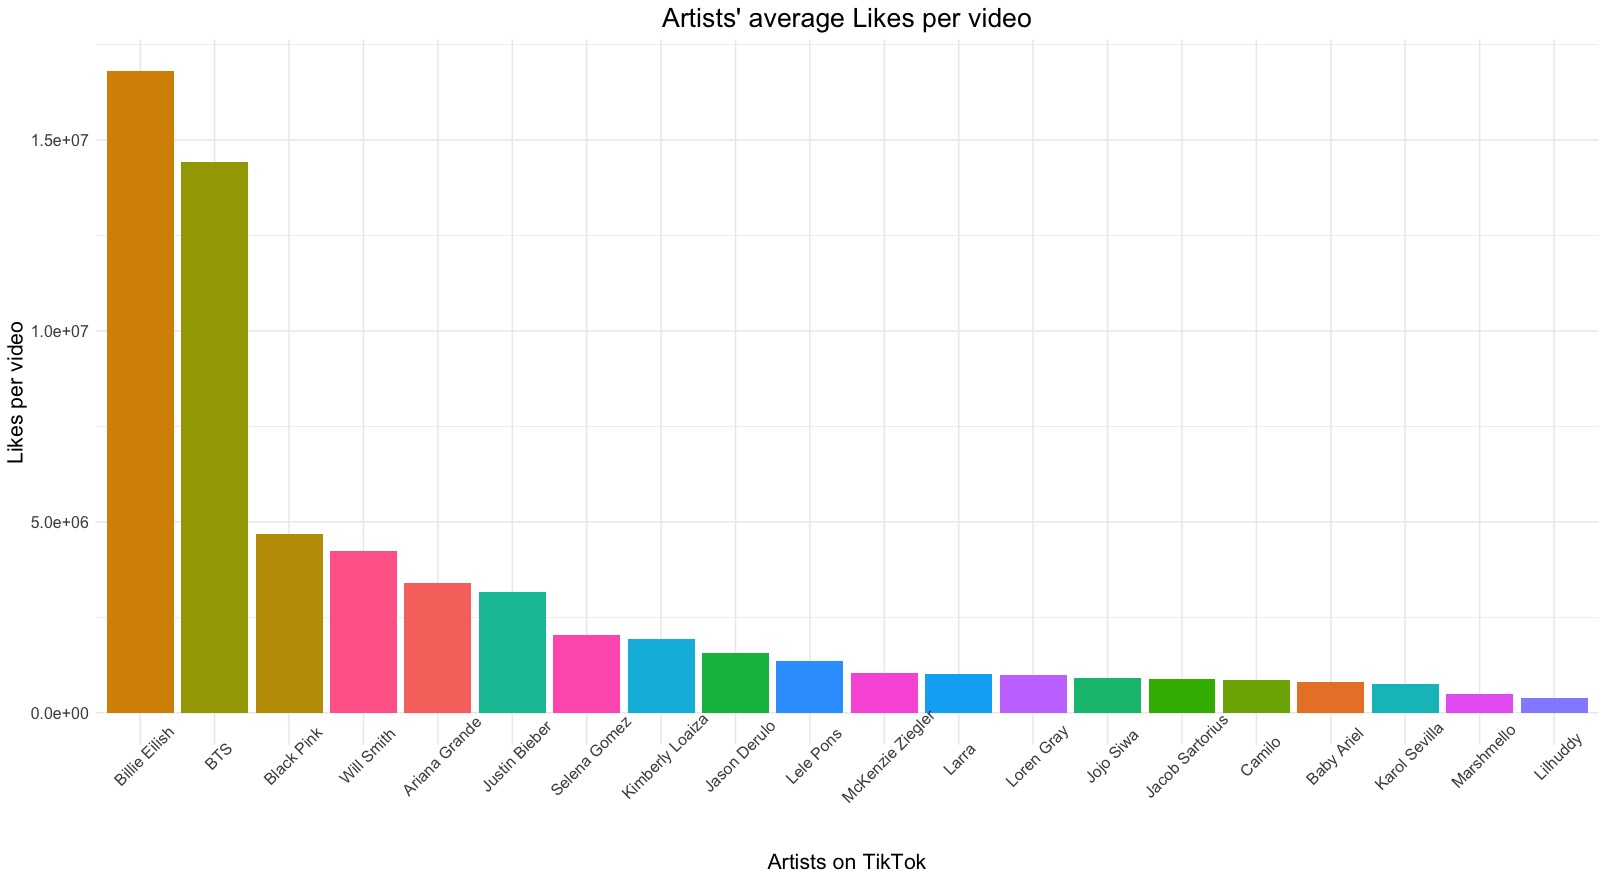 Artists' average Likes per video
Likes per video
1.5e+07
1.0e+07
5.0e+06
0.0e+00
Billie Eilish
BTS
Black Pink
Will Smith
Ariana Grande
Justin Bieber
Selena Gomez
Kimberly Loaiza
Jason Derulo
Lele Pons
McKenzie Ziegler
Larra
Loren Gray
Jojo Siwa
Jacob Sartorius
Camilo
Baby Ariel
Karol Sevilla
Marshmello
Lilhuddy
Artists on TikTok